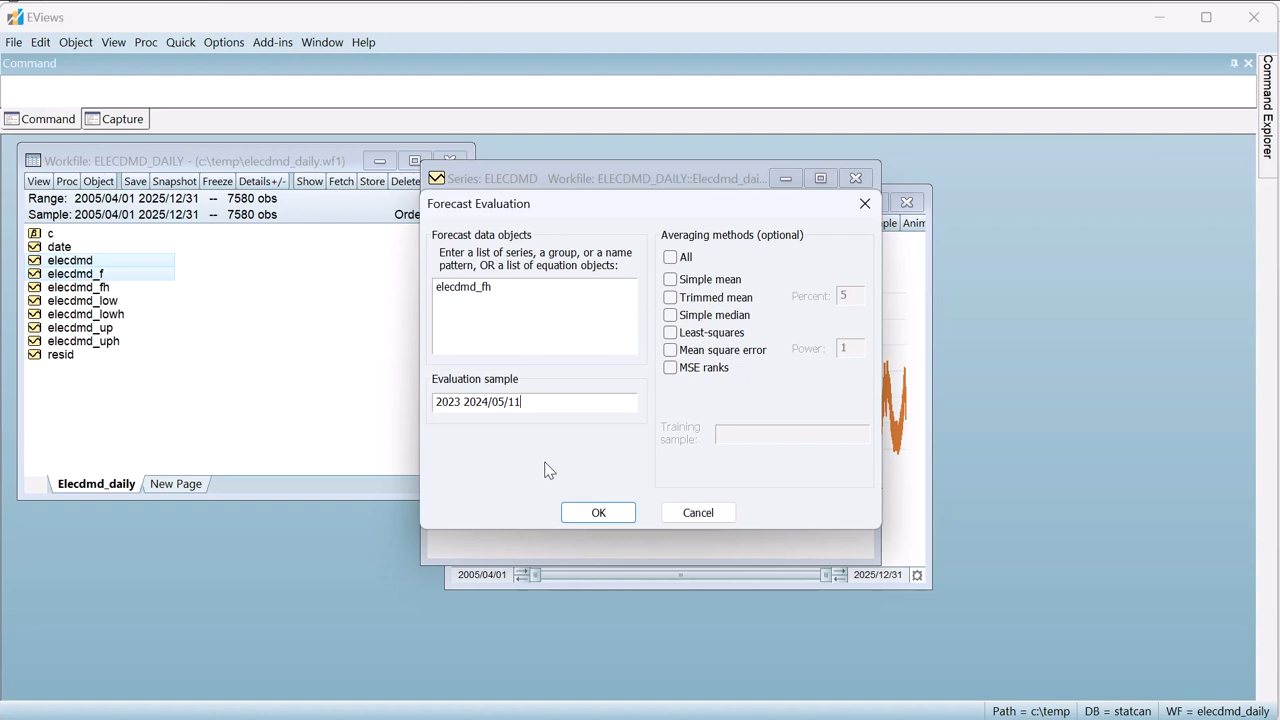 EViews
File Edit Object View Proc Quick Options Add-ins Window Help
Command
Command Capture
Command Explorer
Workfile: ELECDMD_DAILY - (c:\temp\elecdmd_daily.wf1)
View Proc Object Save Snapshot Freeze Details+/- Show Fetch Store Delete
Range: 2005/04/01 2025/12/31 -- 7580 obs
Sample: 2005/04/01 2025/12/31 -- 7580 obs
c
date
elecdmd
elecdmd_f
elecdmd_fh
elecdmd_low
elecdmd_lowh
elecdmd_up
elecdmd_uph
resid
Elecdmd_daily New Page
Series: ELECDMD Workfile: ELECDMD_DAILY::Elecdmd_dai...
Forecast Evaluation
Forecast data objects
Enter a list of series, a group, or a name
pattern, OR a list of equation objects:
elecdmd_fh
Evaluation sample
2023 2024/05/11
Averaging methods (optional)
All
Simple mean
Trimmed mean Percent: 5
Simple median
Least-squares
Mean square error Power: 1
MSE ranks
Training
sample:
OK Cancel
2005/04/01 2025/12/31
Path = c:\temp DB = statcan WF = elecdmd_daily